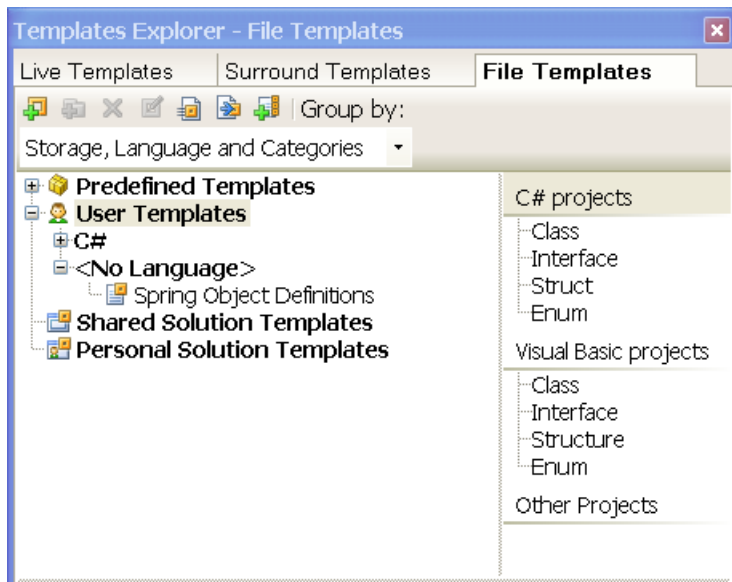 Templates Explorer - File Templates
Live Templates
Surround Templates
File Templates
Group by:
Storage, Language and Categories
Predefined Templates
User Templates
C#
<No Language>
Spring Object Definitions
Shared Solution Templates
Personal Solution Templates
C# projects
Class
Interface
Struct
Enum
Visual Basic projects
Class
Interface
Structure
Enum
Other Projects